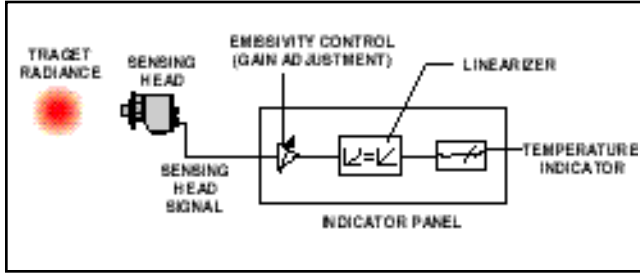 TRAGET
RADIANCE
SENSING
HEAD
EMISSIVITY CONTROL
(GAIN ADJUSTMENT)
LINEARIZER
SENSING
HEAD
SIGNAL
TEMPERATURE
INDICATOR
INDICATOR PANEL